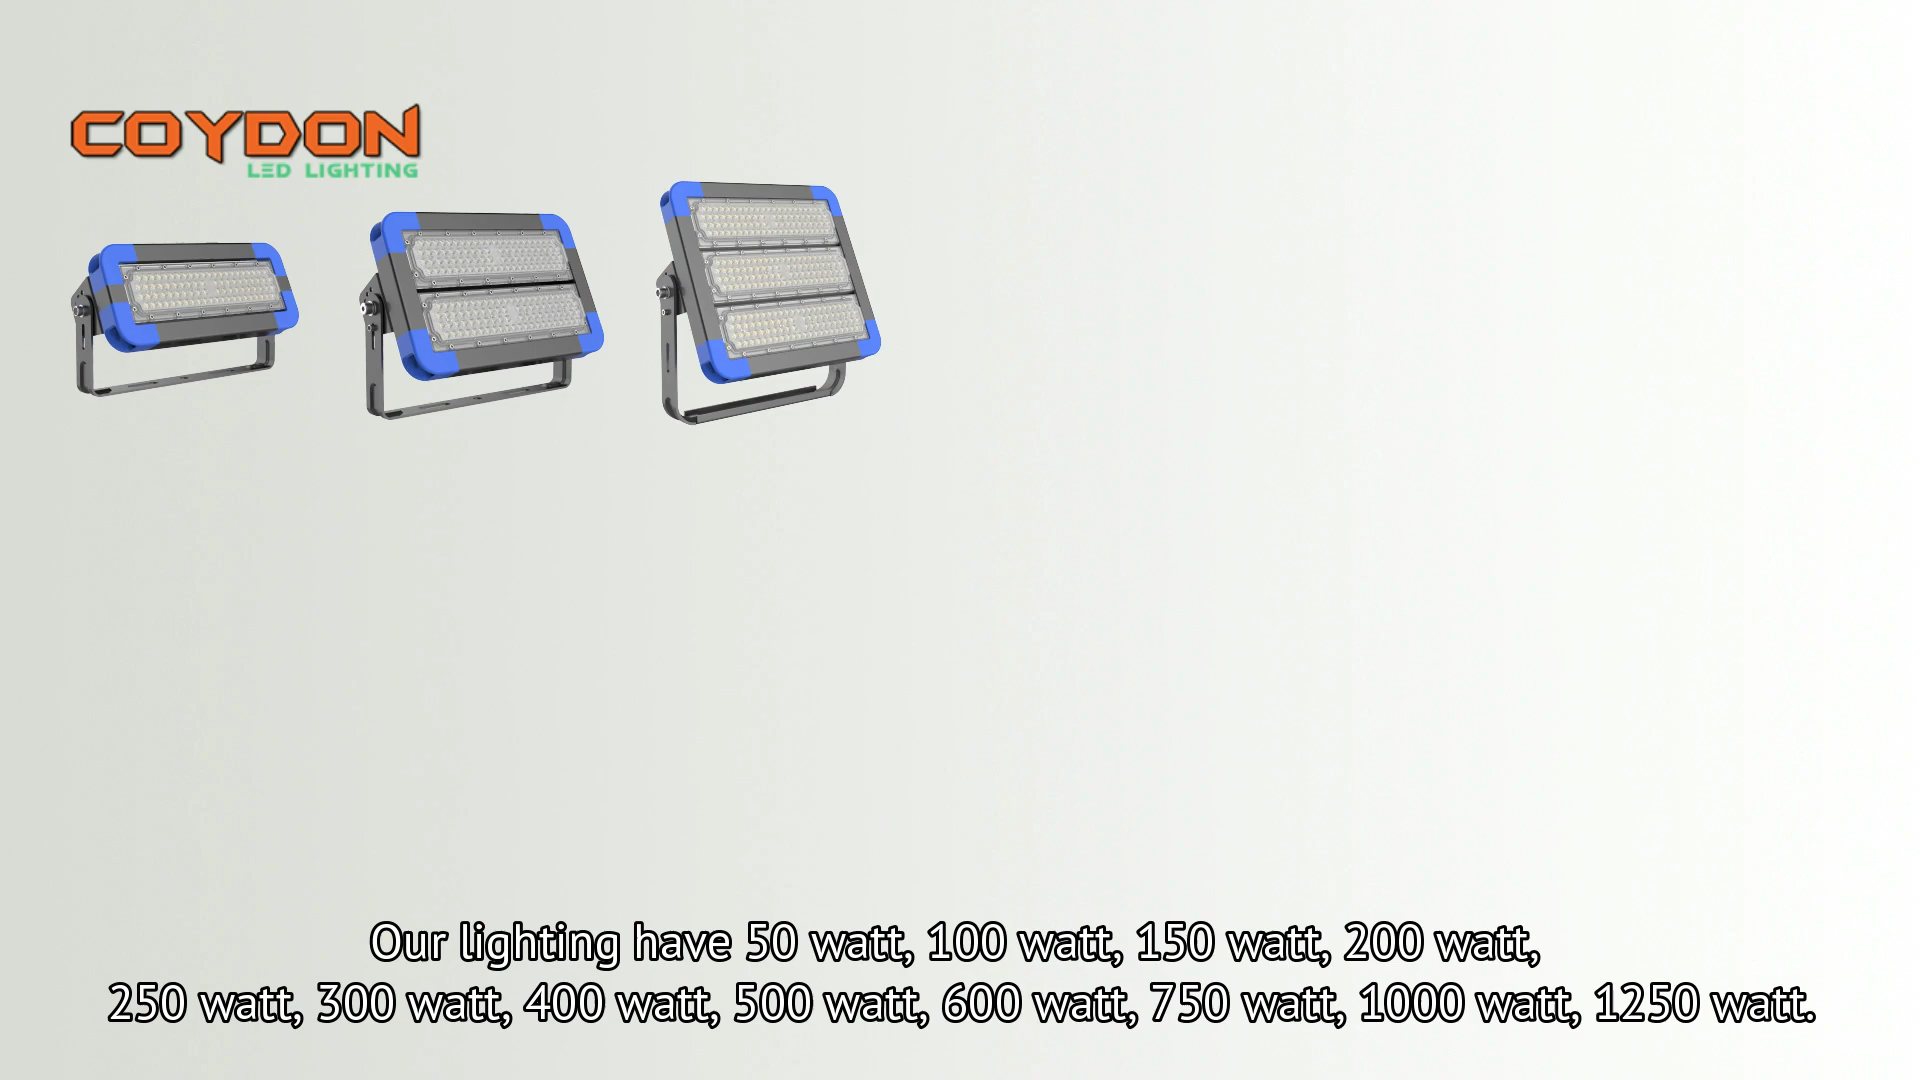 COYDON
LED LIGHTING
Our lighting have 50 watt, 100 watt, 150 watt, 200 watt,
250 watt, 300 watt, 400 watt, 500 watt, 600 watt, 750 watt, 1000 watt, 1250 watt.